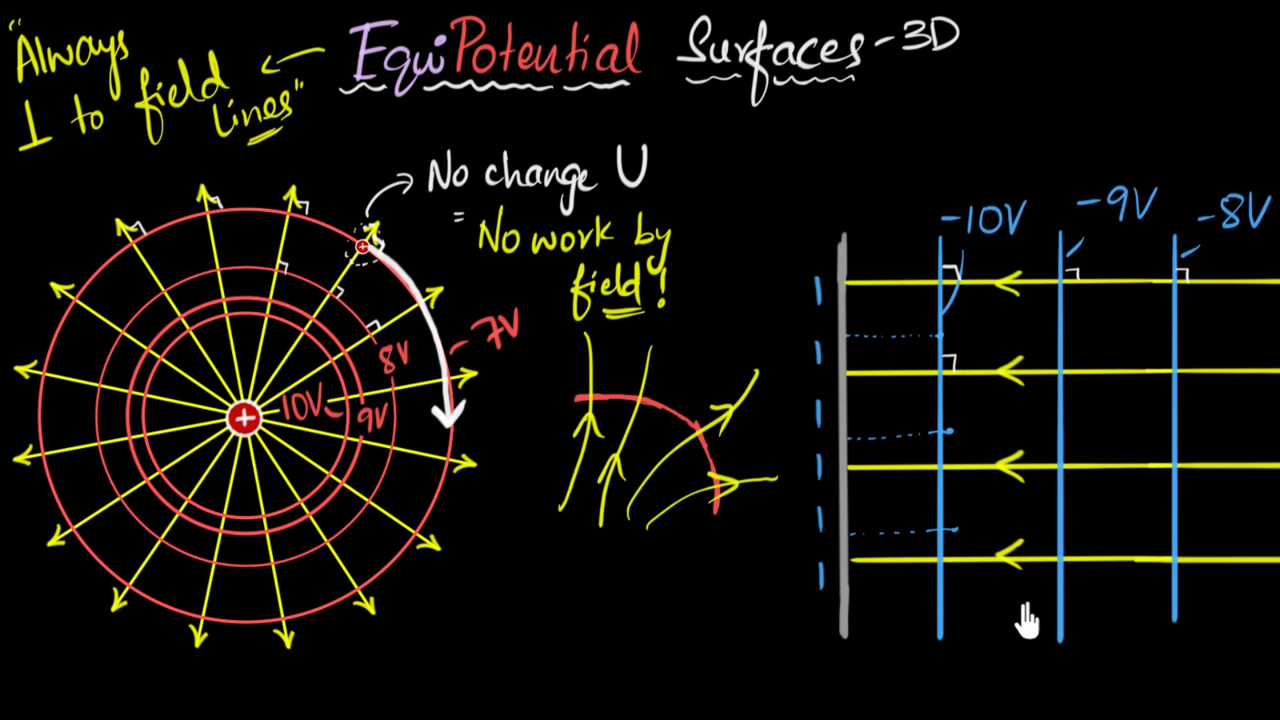 EquiPotential Surfaces-3D
"Always
⊥ to field
lines"
No change U
= No work by
field!
-7V
8V
10V
9V
+
+
-10V
-9V
-8V